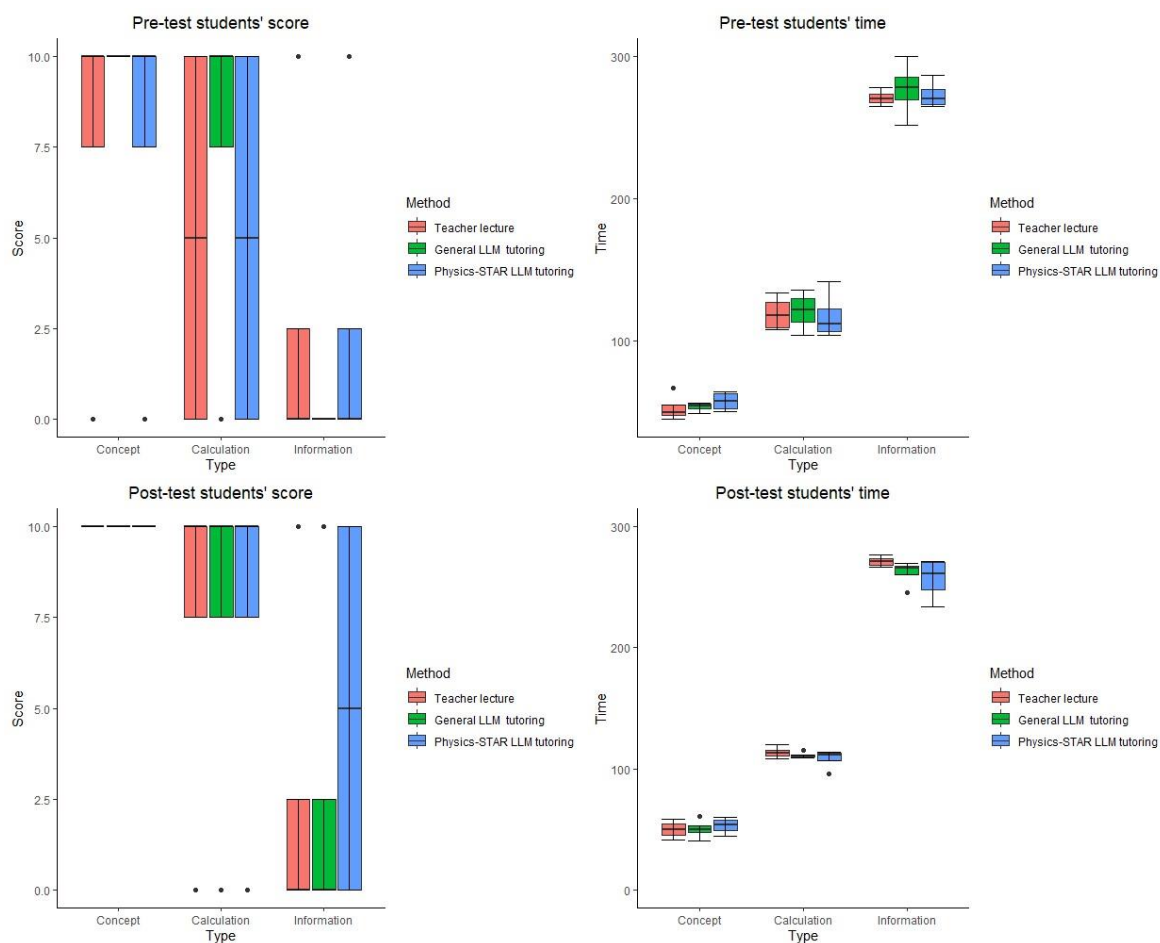 Pre-test students' score
10.0
7.5
5.0
2.5
0.0
Score
Concept Calculation Information
Type
Method
Teacher lecture
General LLM tutoring
Physics-STAR LLM tutoring
Pre-test students' time
300
200
100
Time
Concept Calculation Information
Type
Method
Teacher lecture
General LLM tutoring
Physics-STAR LLM tutoring
Post-test students' score
10.0
7.5
5.0
2.5
0.0
Score
Concept Calculation Information
Type
Method
Teacher lecture
General LLM tutoring
Physics-STAR LLM tutoring
Post-test students' time
300
200
100
0
Time
Concept Calculation Information
Type
Method
Teacher lecture
General LLM tutoring
Physics-STAR LLM tutoring